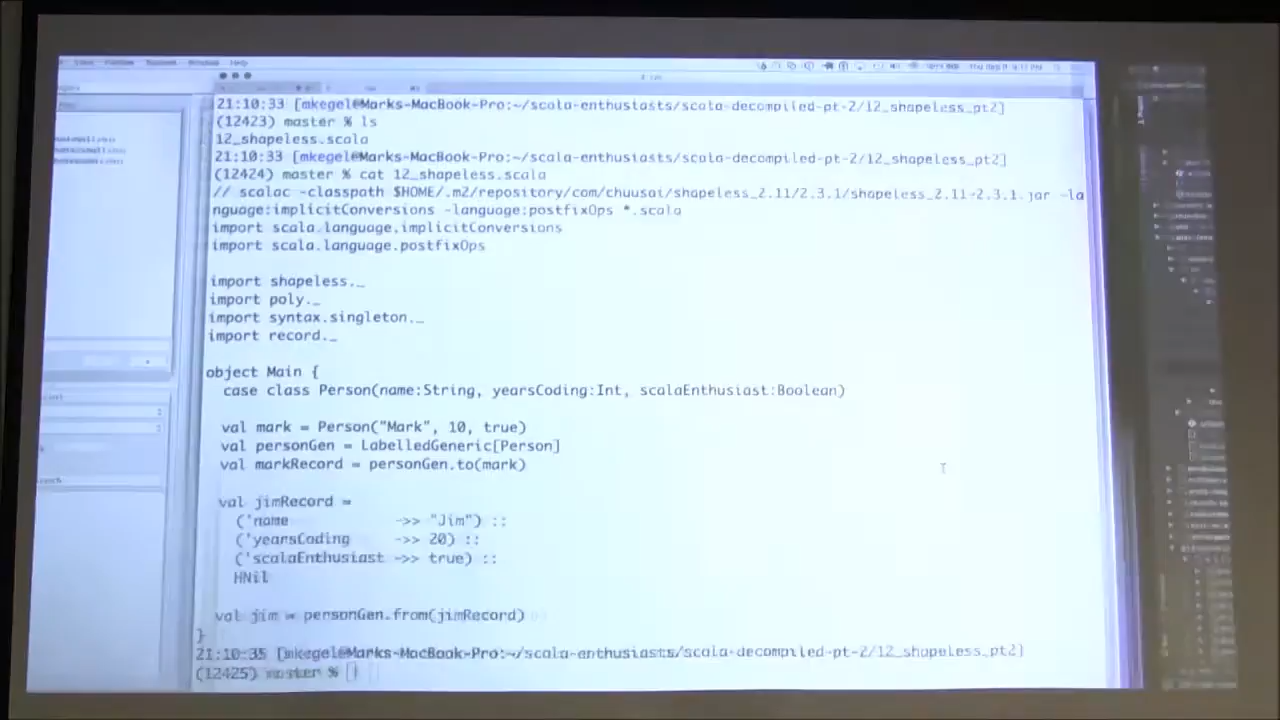 Help
21:10:33 [mkegel@Marks-MacBook-Pro:~/scala-enthusiasts/scala-decompiled-pt-2/12_shapeless_pt2]
(12423) master % ls
12_shapeless.scala
21:10:33 [mkegel@Marks-MacBook-Pro:~/scala-enthusiasts/scala-decompiled-pt-2/12_shapeless_pt2]
(12424) master % cat 12_shapeless.scala
// scalac -classpath $HOME/.m2/repository/com/chuusai/shapeless_2.11/2.3.1/shapeless_2.11-2.3.1.jar -la
nguage:implicitConversions -language:postfixOps *.scala
import scala.language.implicitConversions
import scala.language.postfixOps
import shapeless._
import poly._
import syntax.singleton._
import record._
object Main {
case class Person(name:String, yearsCoding:Int, scalaEnthusiast:Boolean)
val mark = Person("Mark", 10, true)
val personGen = LabelledGeneric[Person]
val markRecord = personGen.to(mark)
val jimRecord =
('name ->> "Jim") ::
('yearsCoding ->> 20) ::
('scalaEnthusiast ->> true) ::
HNil
val jim = personGen.from(jimRecord)
}
21:10:35 [mkegel@Marks-MacBook-Pro:~/scala-enthusiasts/scala-decompiled-pt-2/12_shapeless_pt2]
(12425) master %